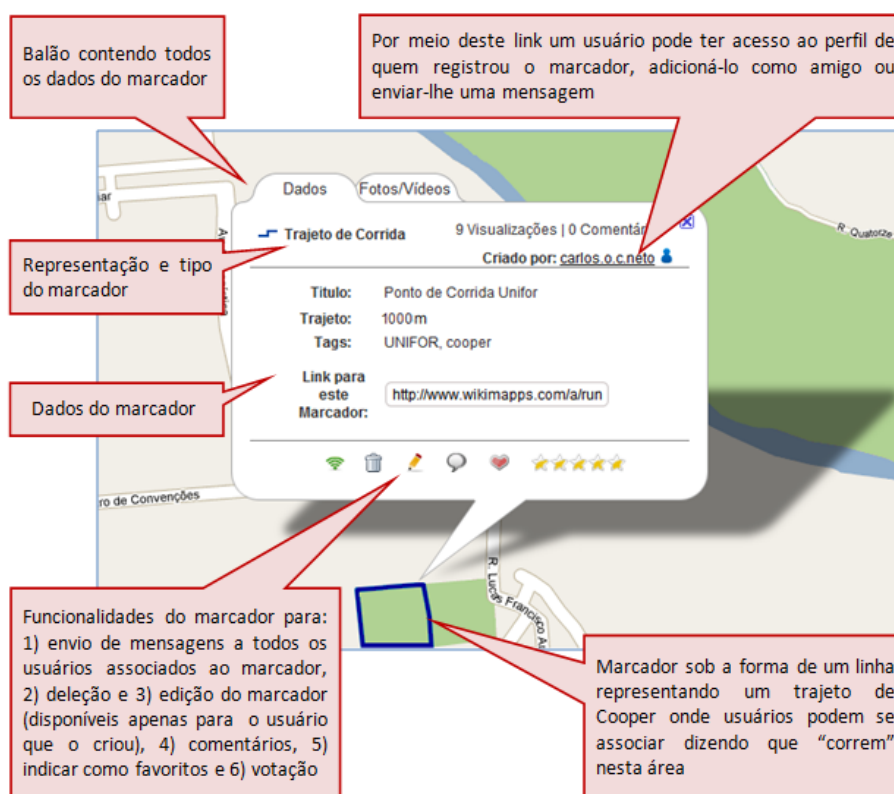 Balão contendo todos
os dados do marcador
Por meio deste link um usuário pode ter acesso ao perfil de
quem registrou o marcador, adicioná-lo como amigo ou
enviar-lhe uma mensagem
Dados
Fotos/Vídeos
Trajeto de Corrida
9 Visualizações | 0 Comentár
Criado por: carlos.o.c.neto
R. Quatorze
Representação e tipo
do marcador
Titulo: Ponto de Corrida Unifor
Trajeto: 1000m
Tags: UNIFOR, cooper
Link para
este
Marcador:
http://www.wikimapps.com/a/run
Dados do marcador
ro de Convenções
R. Lucas Francisco
Funcionalidades do marcador para:
1) envio de mensagens a todos os
usuários associados ao marcador,
2) deleção e 3) edição do marcador
(disponíveis apenas para o usuário
que o criou), 4) comentários, 5)
indicar como favoritos e 6) votação
Marcador sob a forma de um linha
representando um trajeto de
Cooper onde usuários podem se
associar dizendo que “correm”
nesta área